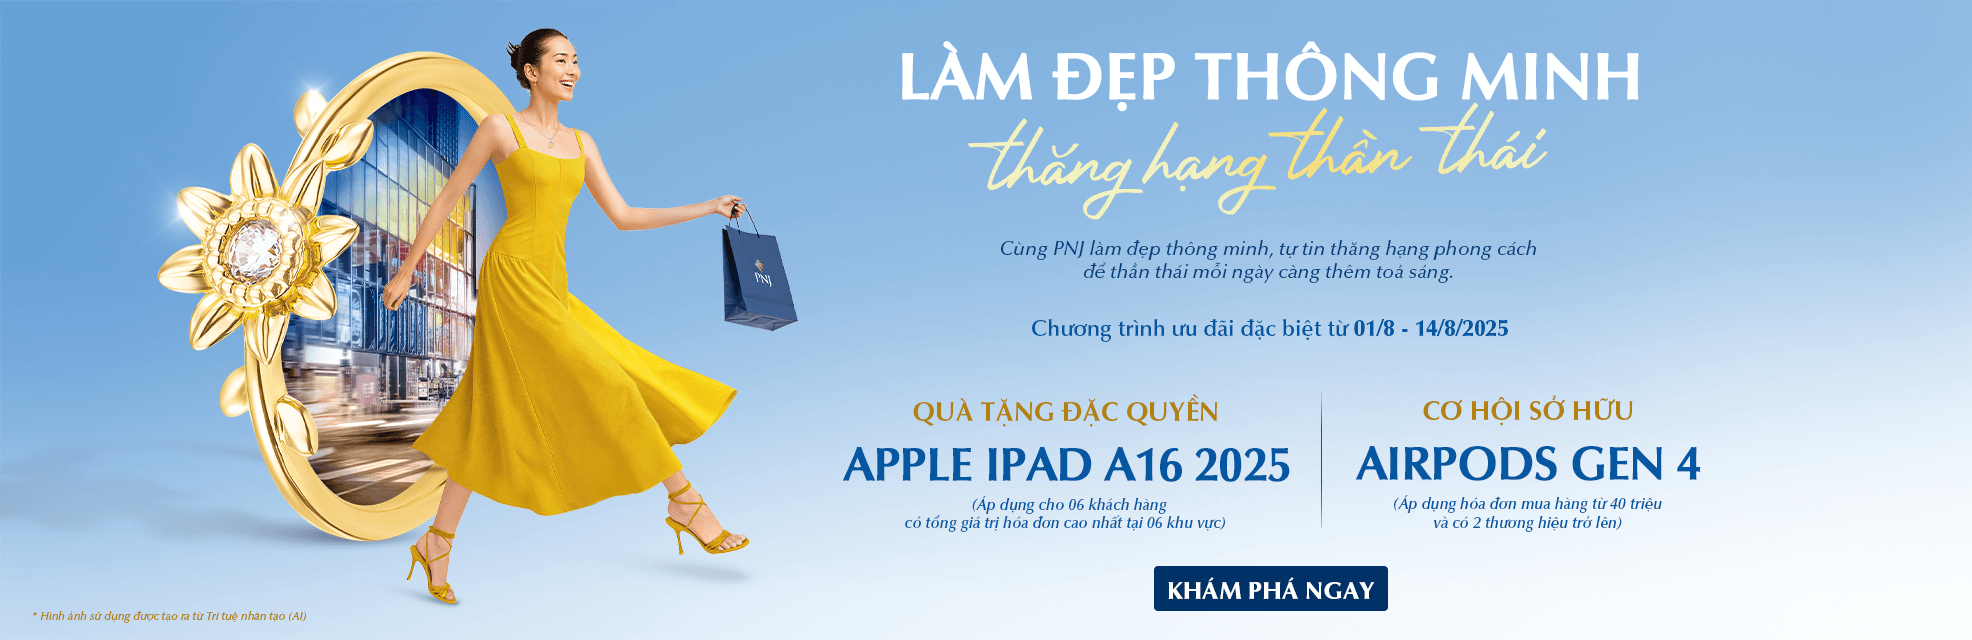 LÀM ĐẸP THÔNG MINH
thăng hạng thần thái
Cùng PNJ làm đẹp thông minh, tự tin thăng hạng phong cách
để thần thái mỗi ngày càng thêm toả sáng.
Chương trình ưu đãi đặc biệt từ 01/8 - 14/8/2025
QUÀ TẶNG ĐẶC QUYỀN
APPLE IPAD A16 2025
(Áp dụng cho 06 khách hàng
có tổng giá trị hóa đơn cao nhất tại 06 khu vực)
CƠ HỘI SỞ HỮU
AIRPODS GEN 4
(Áp dụng hóa đơn mua hàng từ 40 triệu
và có 2 thương hiệu trở lên)
KHÁM PHÁ NGAY
PNJ
* Hình ảnh sử dụng được tạo ra từ Trí tuệ nhân tạo (AI)